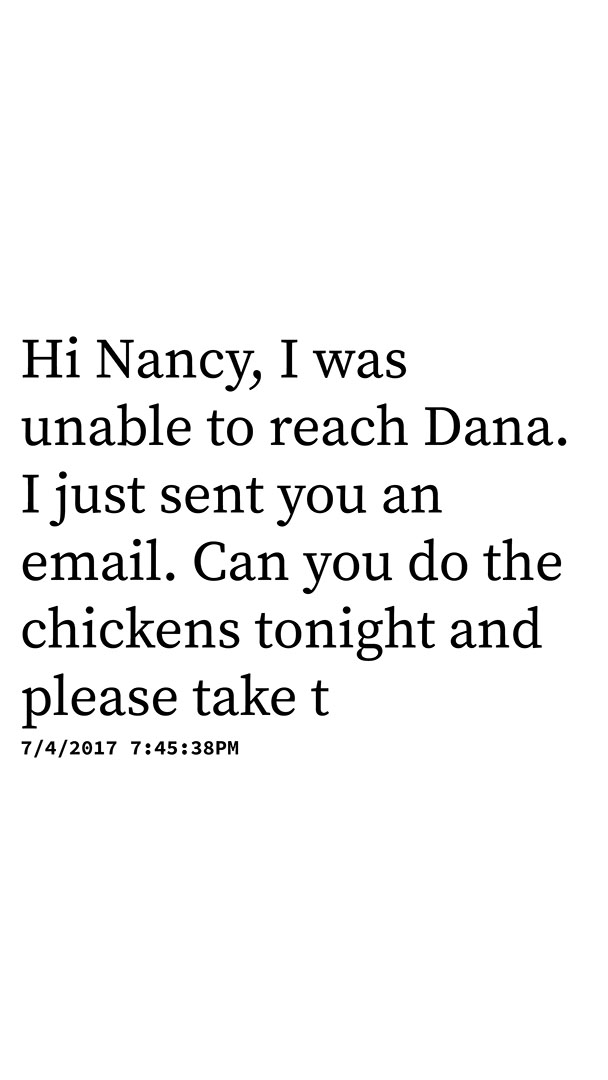 Hi Nancy, I was
unable to reach Dana.
I just sent you an
email. Can you do the
chickens tonight and
please take t
7/4/2017 7:45:38PM